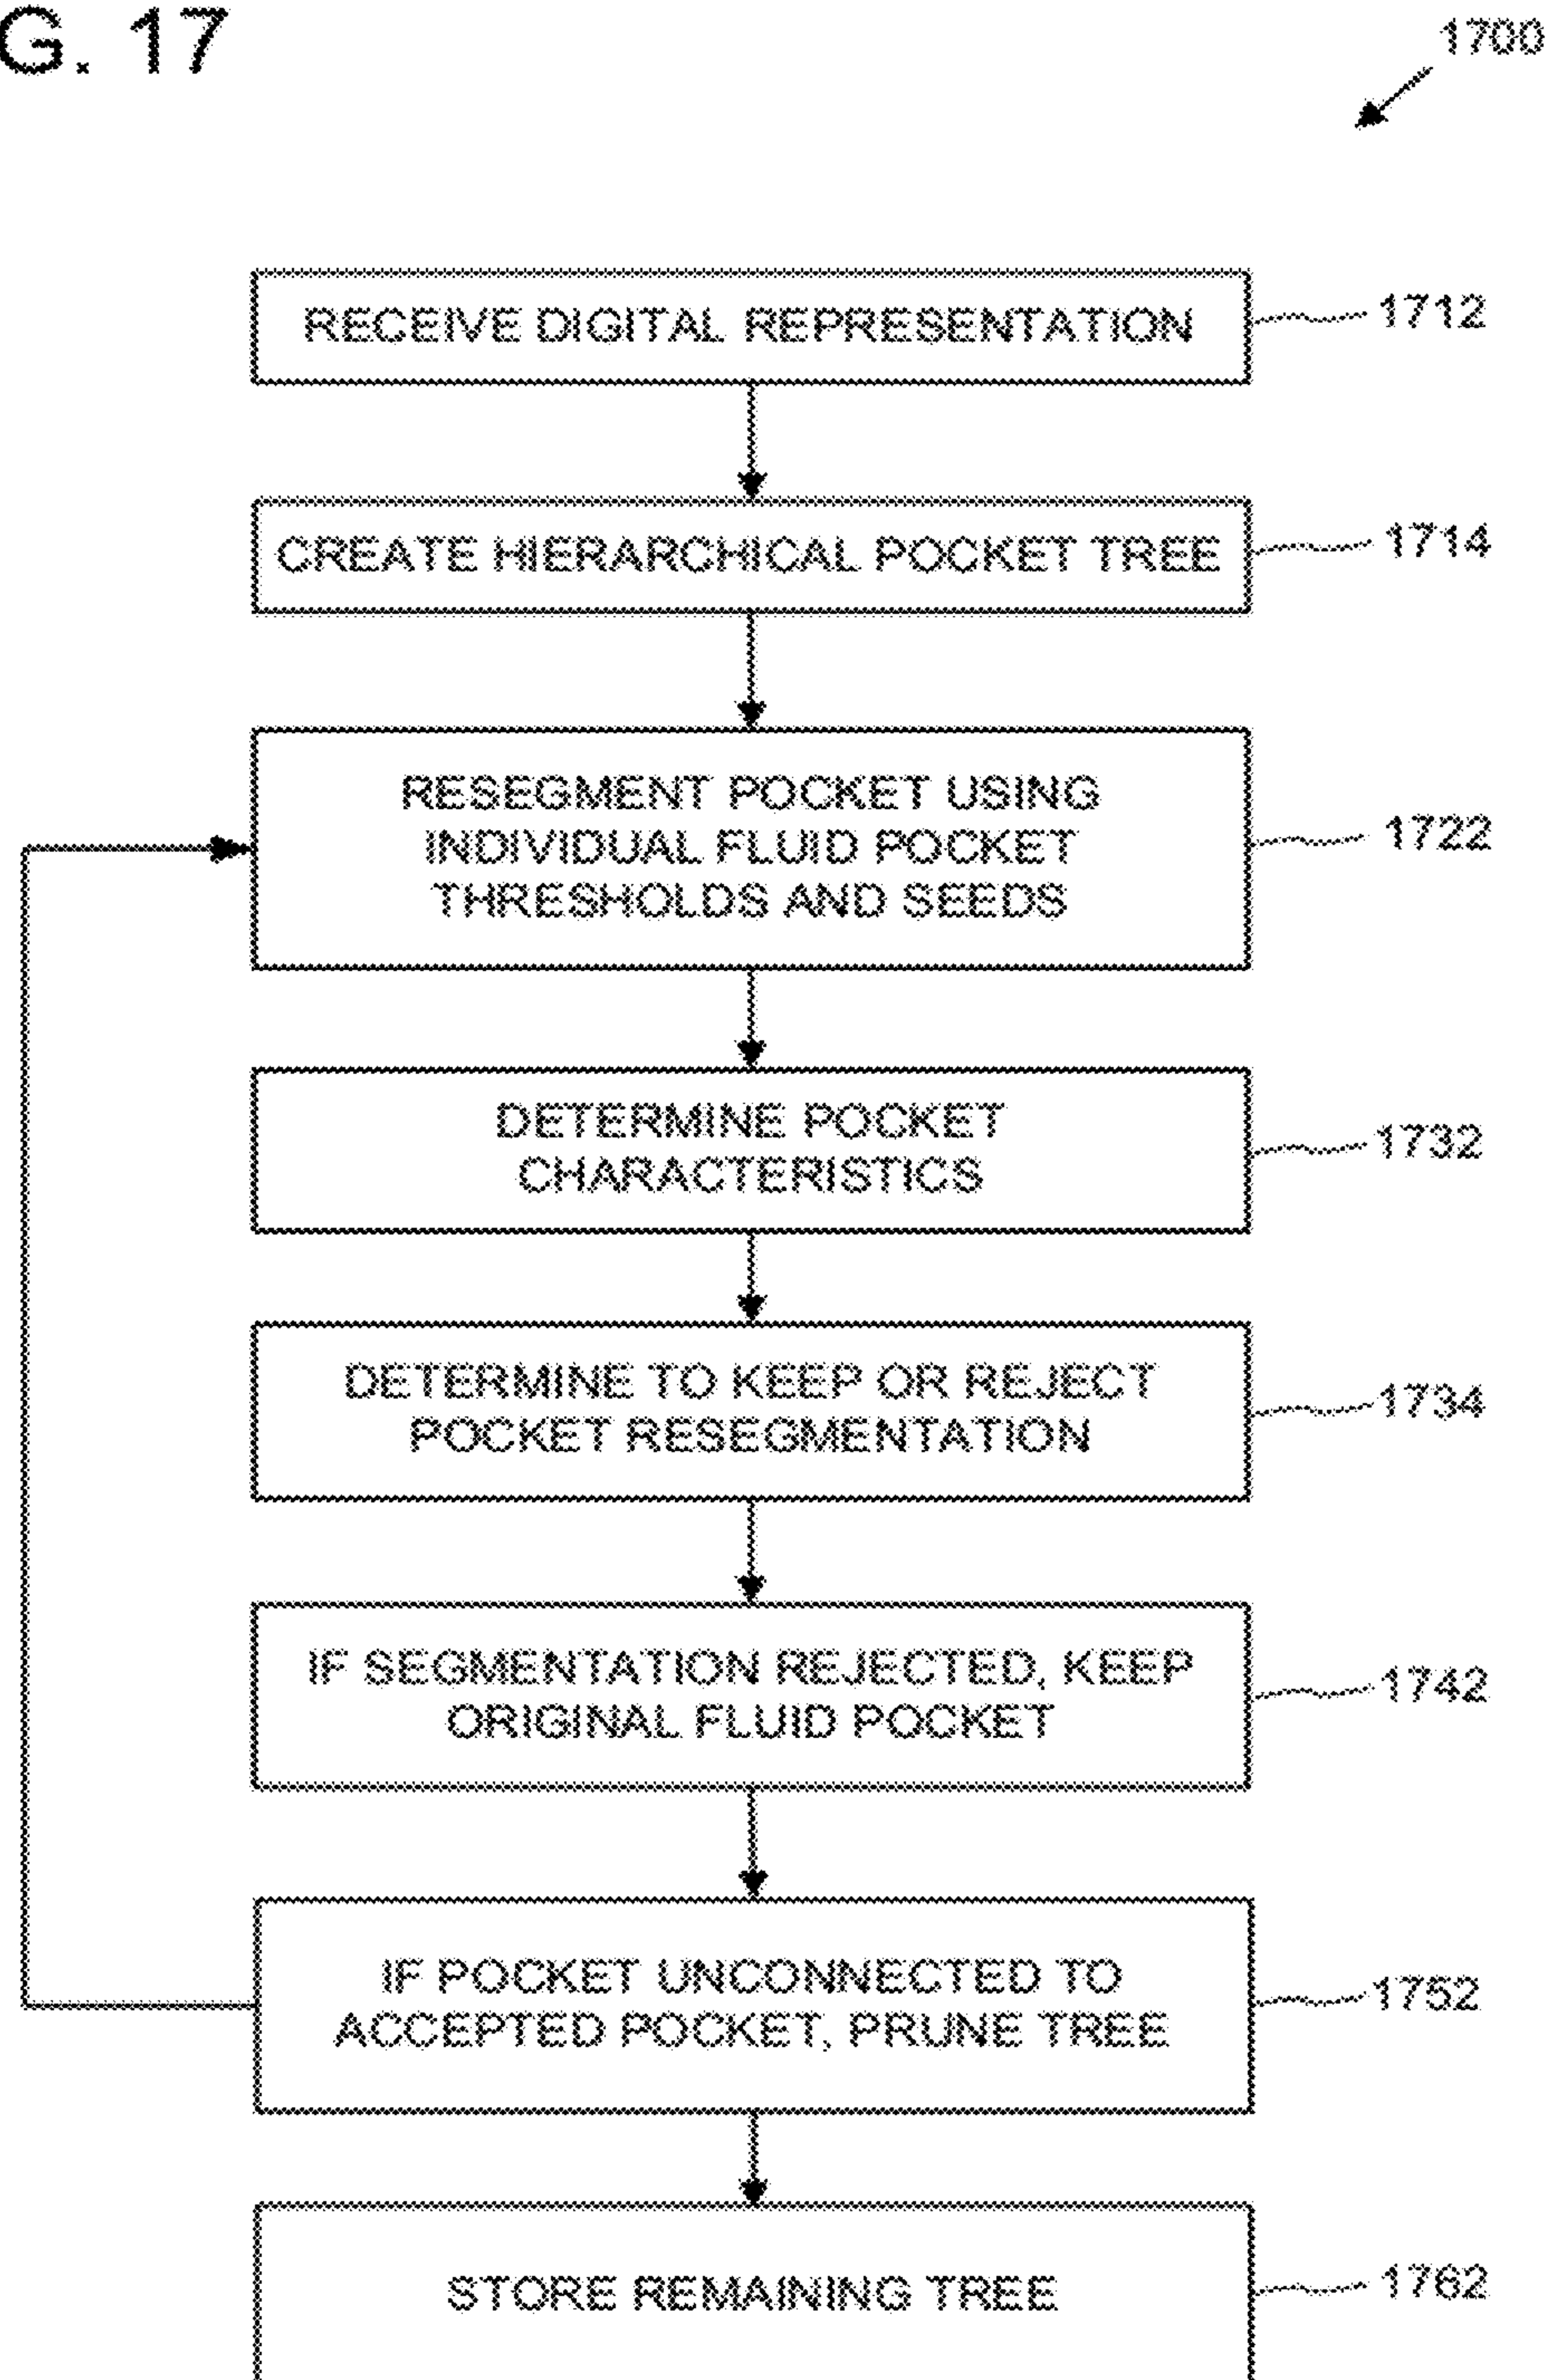 G. 17
1700
RECEIVE DIGITAL REPRESENTATION
1712
CREATE HIERARCHICAL POCKET TREE
1714
RESEGMENT POCKET USING
INDIVIDUAL FLUID POCKET
THRESHOLDS AND SEEDS
1722
DETERMINE POCKET
CHARACTERISTICS
1732
DETERMINE TO KEEP OR REJECT
POCKET RESEGMENTATION
1734
IF SEGMENTATION REJECTED, KEEP
ORIGINAL FLUID POCKET
1742
IF POCKET UNCONNECTED TO
ACCEPTED POCKET, PRUNE TREE
1752
STORE REMAINING TREE
1762